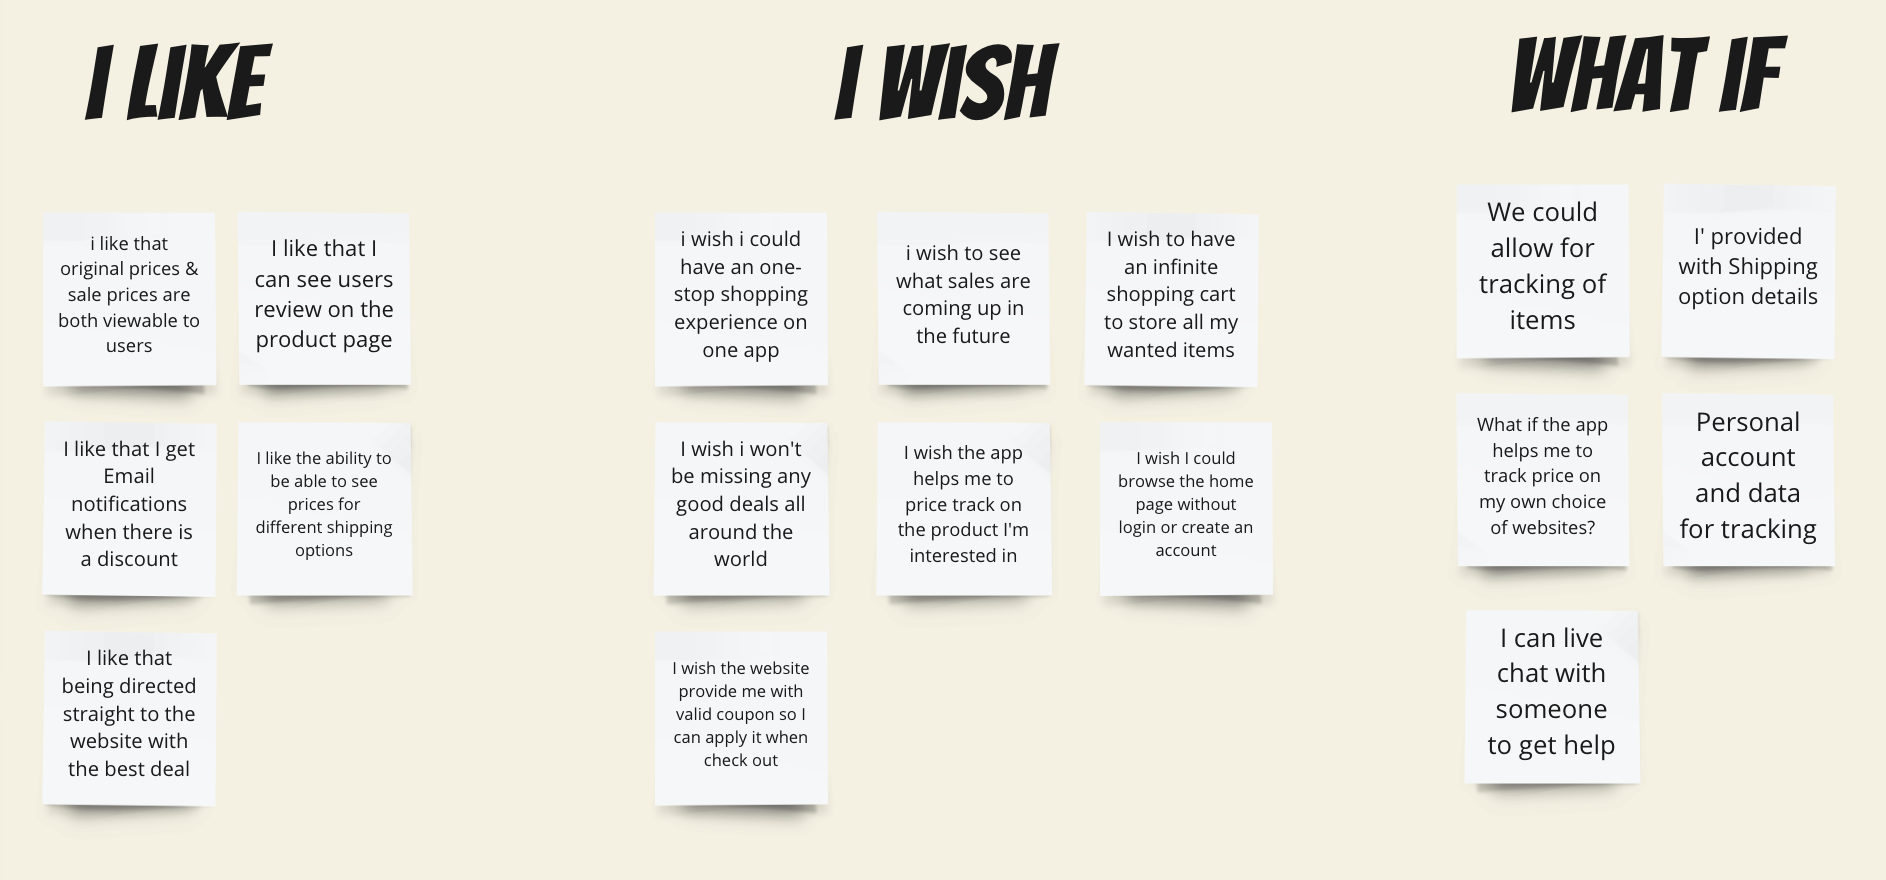 I LIKE
i like that
original prices &
sale prices are
both viewable to
users
I like that I
can see users
review on the
product page
I like that I get
Email
notifications
when there is
a discount
I like the ability to
be able to see
prices for
different shipping
options
I like that
being directed
straight to the
website with
the best deal
I WISH
i wish i could
have an one-
stop shopping
experience on
one app
i wish to see
what sales are
coming up in
the future
I wish to have
an infinite
shopping cart
to store all my
wanted items
I wish i won't
be missing any
good deals all
around the
world
I wish the app
helps me to
price track on
the product I'm
interested in
I wish I could
browse the home
page without
login or create an
account
I wish the website
provide me with
valid coupon so I
can apply it when
check out
WHAT IF
We could
allow for
tracking of
items
I' provided
with Shipping
option details
What if the app
helps me to
track price on
my own choice
of websites?
Personal
account
and data
for tracking
I can live
chat with
someone
to get help